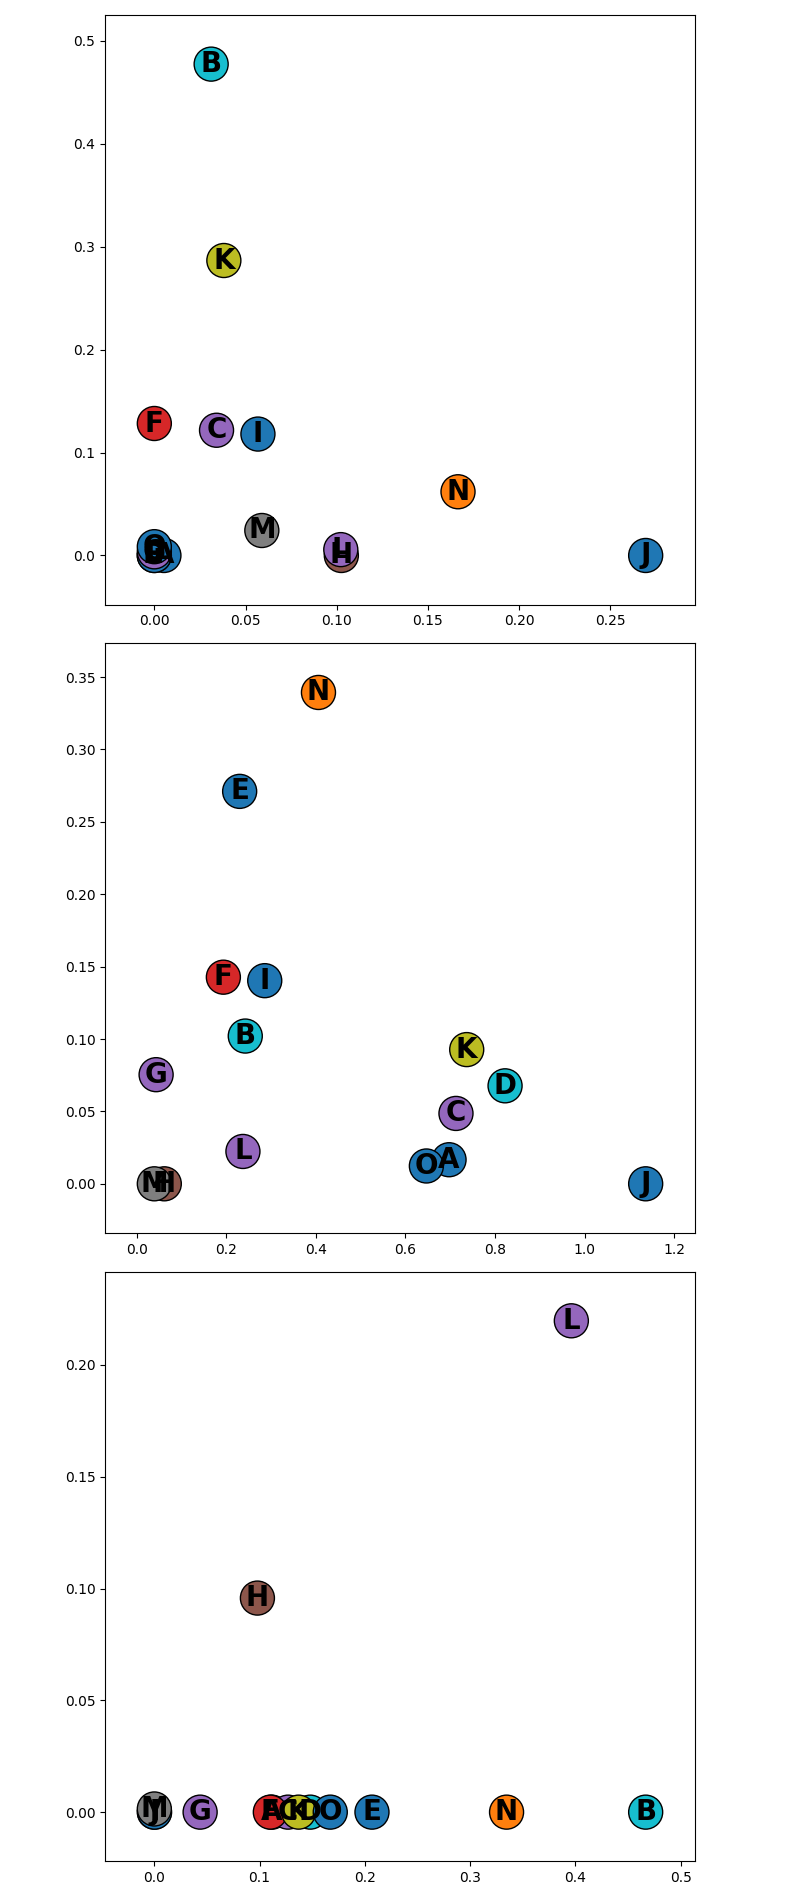 0.5
B
0.4
0.3
K
0.2
F
C
I
0.1
N
M
0.0
A
H
J
0.00 0.05 0.10 0.15 0.20 0.25
0.35
N
0.30
E
0.25
0.20
0.15
F I
B
0.10
K
G
D
0.05
C
L
O A
0.00
M H
J
0.0 0.2 0.4 0.6 0.8 1.0 1.2
L
0.20
0.15
0.10
H
0.05
0.00
M J G F A C K D O E N B
0.0 0.1 0.2 0.3 0.4 0.5